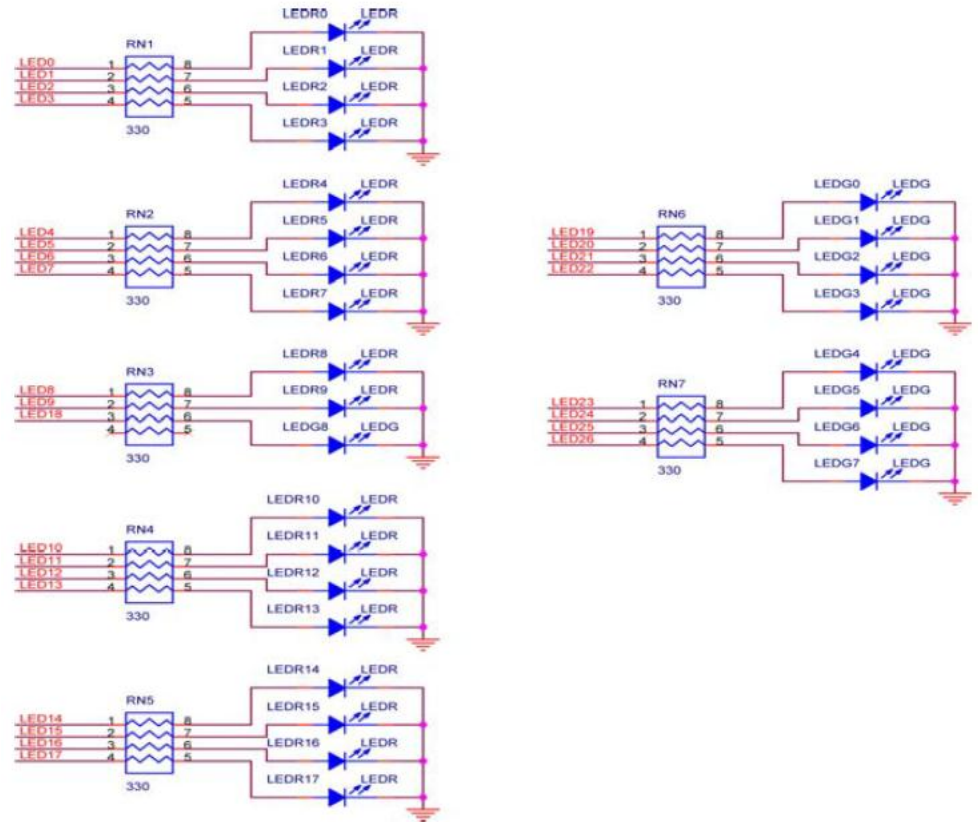 LEDR0 LEDR
RN1
LEDR1 LEDR
LED0 1 8
LED1 2 7
LED2 3 6
LEDR2 LEDR
LED3 4 5
330
LEDR3 LEDR
LEDR4 LEDR
RN2
LEDR5 LEDR
LED4 1 8
LED5 2 7
LED6 3 6
LEDR6 LEDR
LED7 4 5
330
LEDR7 LEDR
LEDR8 LEDR
RN3
LEDR9 LEDR
LED8 1 8
LED9 2 7
LED18 3 6
LEDG8 LEDG
4 5
330
LEDR10 LEDR
RN4
LEDR11 LEDR
LED10 1 8
LED11 2 7
LED12 3 6
LEDR12 LEDR
LED13 4 5
330
LEDR13 LEDR
LEDR14 LEDR
RN5
LEDR15 LEDR
LED14 1 8
LED15 2 7
LED16 3 6
LEDR16 LEDR
LED17 4 5
330
LEDR17 LEDR
LEDG0 LEDG
RN6
LEDG1 LEDG
LED19 1 8
LED20 2 7
LED21 3 6
LEDG2 LEDG
LED22 4 5
330
LEDG3 LEDG
LEDG4 LEDG
RN7
LEDG5 LEDG
LED23 1 8
LED24 2 7
LED25 3 6
LEDG6 LEDG
LED26 4 5
330
LEDG7 LEDG